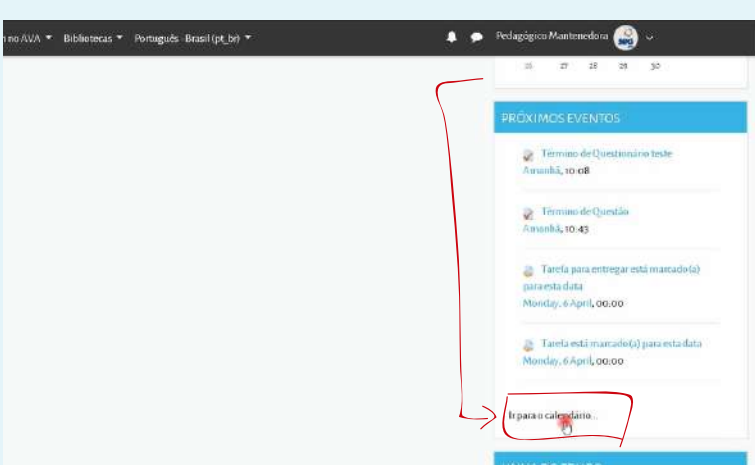 no AVA Bibliotecas Português - Brasil (pt_br) Pedagógico Mantenedora
26 27 28 29 30
PRÓXIMOS EVENTOS
Término de Questionário teste
Amanhã, 10:08
Término de Questão
Amanhã, 10:43
Tarefa para entregar está marcado(a)
para esta data
Monday, 6 April, 00:00
Tarefa está marcado(a) para esta data
Monday, 6 April, 00:00
Ir para o calendário...